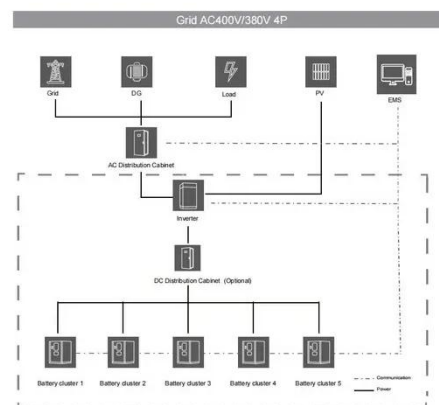 Grid AC400V/380V 4P
Grid
DG
Load
PV
EMS
AC Distribution Cabinet
Inverter
DC Distribution Cabinet (Optional)
Battery cluster 1
Battery cluster 2
Battery cluster 3
Battery cluster 4
Battery cluster 5
Communication
Power